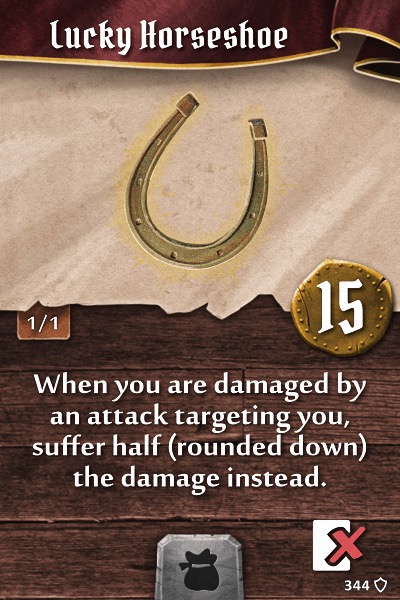 Lucky Horseshoe
15
1/1
When you are damaged by
an attack targeting you,
suffer half (rounded down)
the damage instead.
344